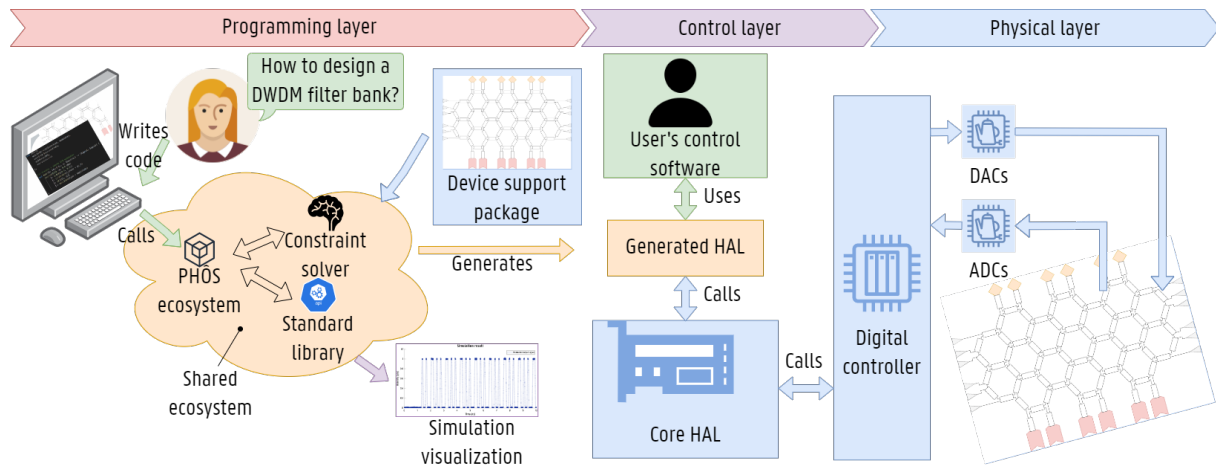 Programming layer
Control layer
Physical layer
How to design a
DWDM filter bank?
Writes
code
Calls
PHÔS
ecosystem
Constraint
solver
Standard
library
Shared
ecosystem
Device support
package
Generates
Simulation
visualization
User's control
software
Uses
Generated HAL
Calls
Core HAL
Calls
Digital
controller
DACs
ADCs